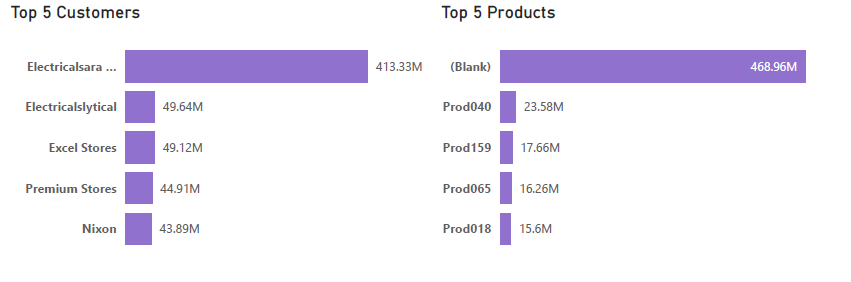 Top 5 Customers
Electricalsara ... 413.33M
Electricalslytical 49.64M
Excel Stores 49.12M
Premium Stores 44.91M
Nixon 43.89M
Top 5 Products
(Blank) 468.96M
Prod040 23.58M
Prod159 17.66M
Prod065 16.26M
Prod018 15.6M